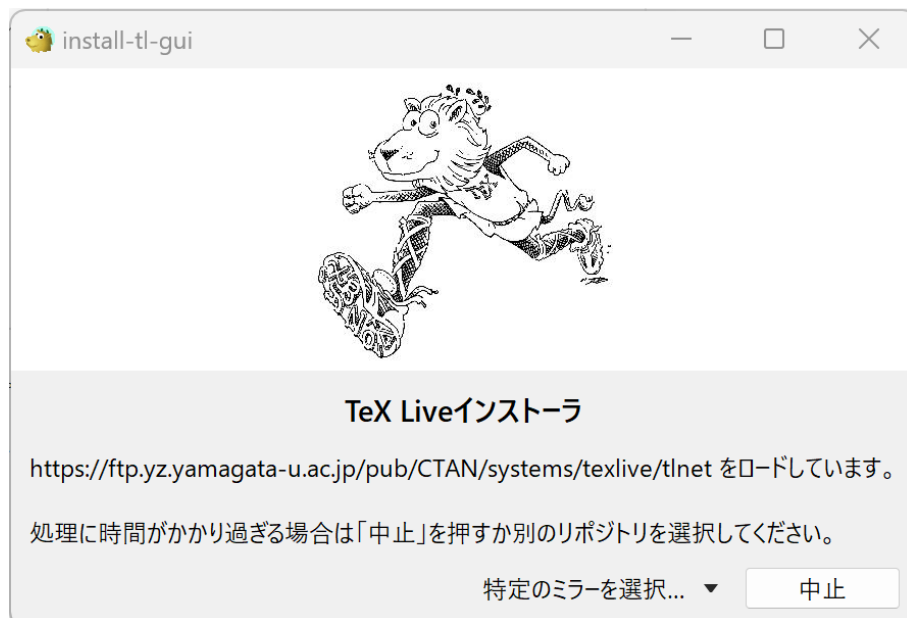 install-tl-gui
TeX Liveインストーラ
https://ftp.yz.yamagata-u.ac.jp/pub/CTAN/systems/texlive/tlnet をロードしています。
処理に時間がかかり過ぎる場合は「中止」を押すか別のリポジトリを選択してください。
特定のミラーを選択... 中止